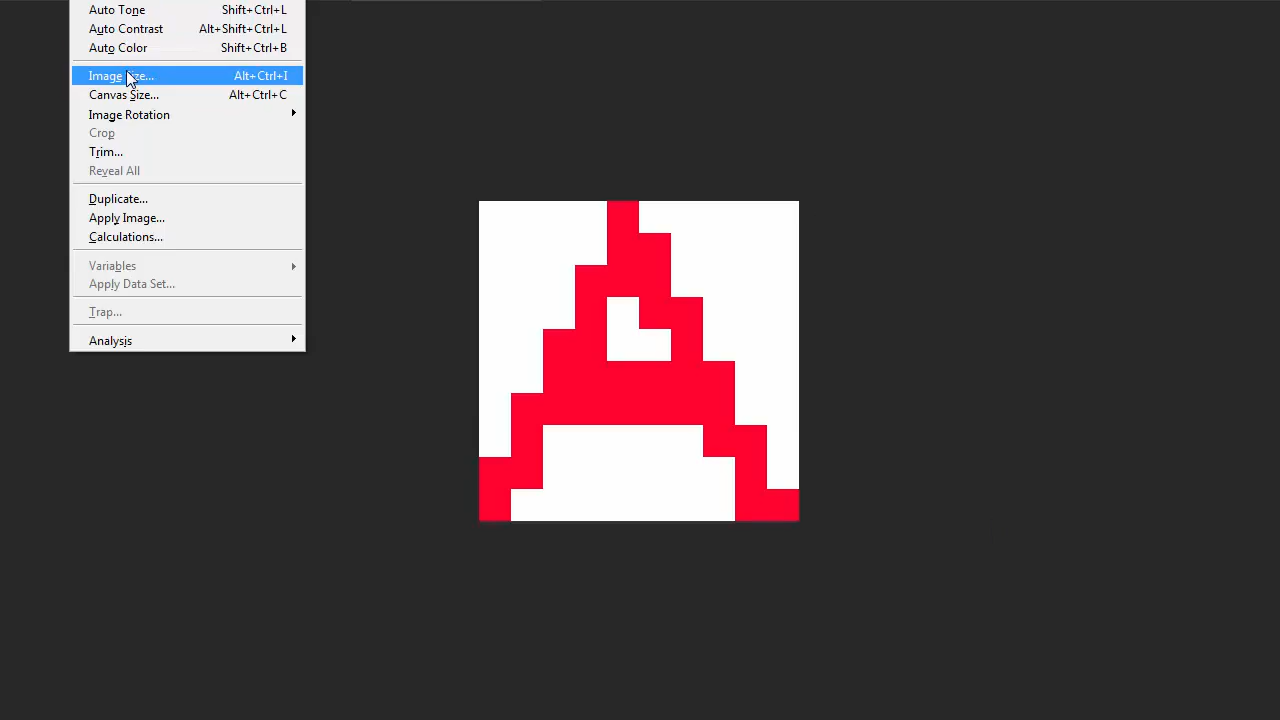 Auto Tone Shift+Ctrl+L
Auto Contrast Alt+Shift+Ctrl+L
Auto Color Shift+Ctrl+B
Image Size... Alt+Ctrl+I
Canvas Size... Alt+Ctrl+C
Image Rotation
Crop
Trim...
Reveal All
Duplicate...
Apply Image...
Calculations...
Variables
Apply Data Set...
Trap...
Analysis
A